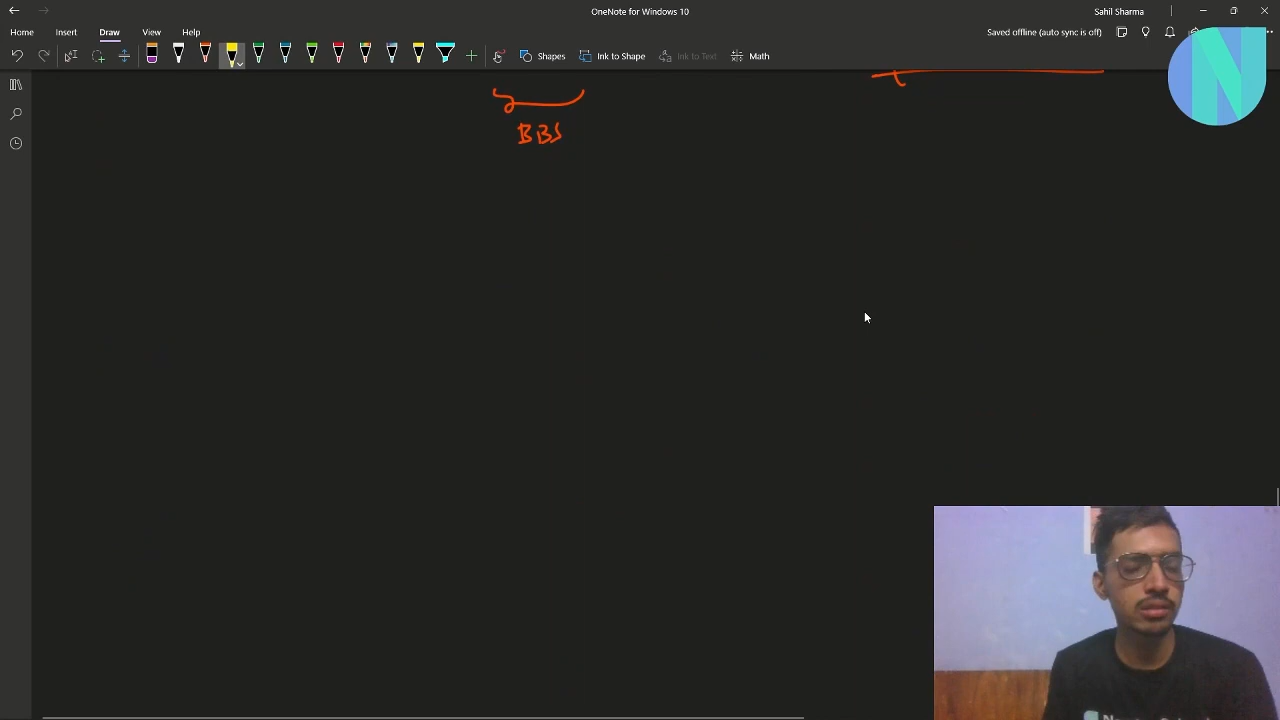 OneNote for Windows 10
Sahil Sharma
Home Insert Draw View Help
Saved offline (auto sync is off)
Shapes Ink to Shape Ink to Text Math
BBS
N